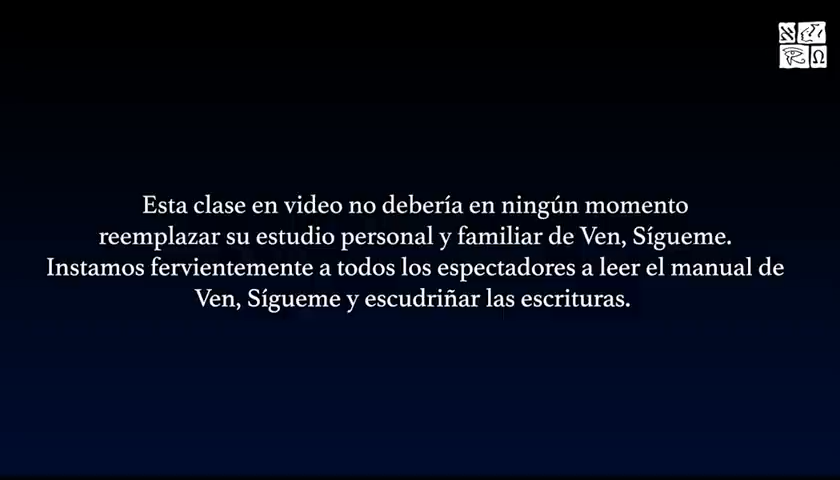 Esta clase en video no debería en ningún momento
reemplazar su estudio personal y familiar de Ven, Sígueme.
Instamos fervientemente a todos los espectadores a leer el manual de
Ven, Sígueme y escudriñar las escrituras.